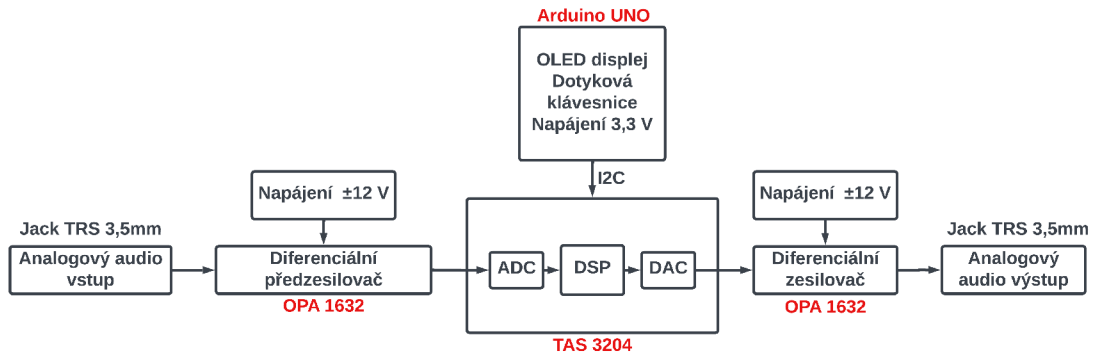 Arduino UNO
OLED displej
Dotyková
klávesnice
Napájení 3,3 V
I2C
Napájení ±12 V
Napájení ±12 V
Jack TRS 3,5mm
Analogový audio
vstup
Diferenciální
předzesilovač
OPA 1632
ADC
DSP
DAC
TAS 3204
Diferenciální
zesilovač
OPA 1632
Jack TRS 3,5mm
Analogový
audio výstup